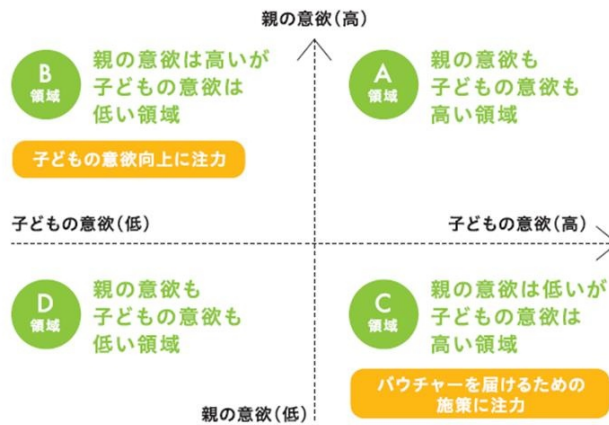 親の意欲(高)
B
領域
親の意欲は高いが
子どもの意欲は
低い領域
子どもの意欲向上に注力
A
領域
親の意欲も
子どもの意欲も
高い領域
子どもの意欲(低)
子どもの意欲(高)
D
領域
親の意欲も
子どもの意欲も
低い領域
C
領域
親の意欲は低いが
子どもの意欲は
高い領域
バウチャーを届けるための
施策に注力
親の意欲(低)